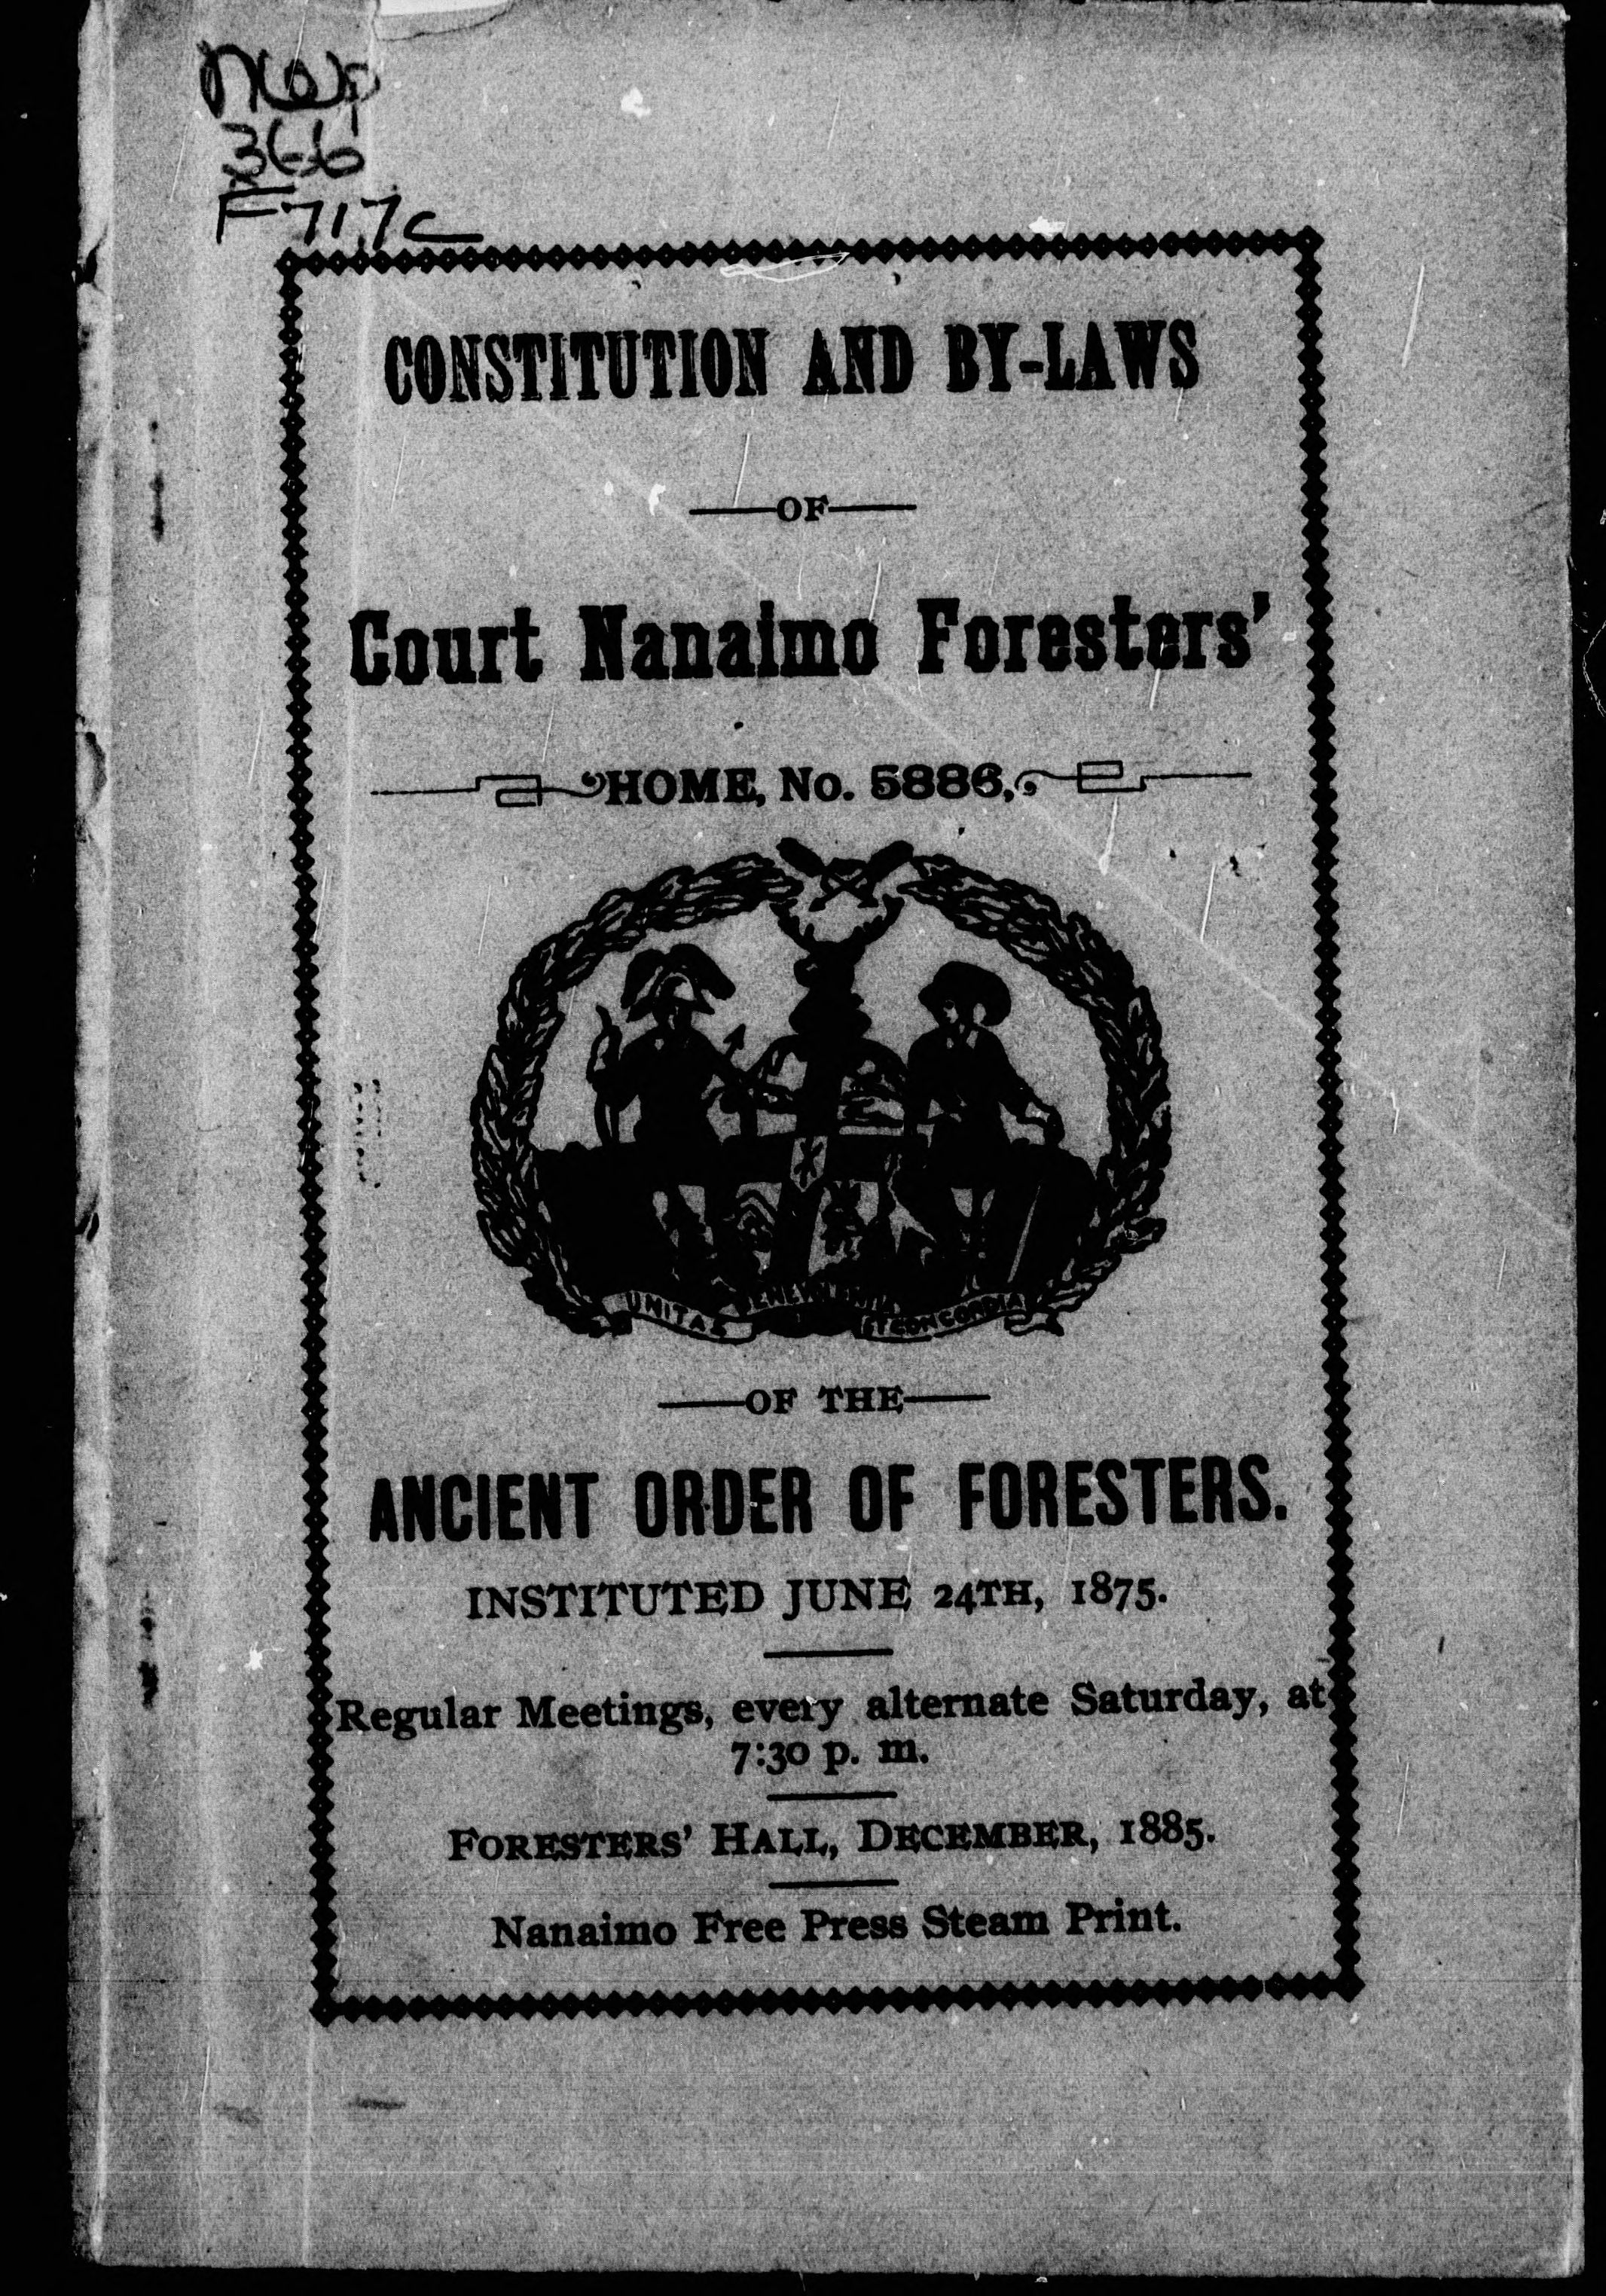 NWp
366
F717c
CONSTITUTION AND BY-LAWS
OF
Court Nanaimo Foresters'
HOME, No. 5886,
UNITAS BENEVOLENTIA ET CONCORDIA
OF THE
ANCIENT ORDER OF FORESTERS.
INSTITUTED JUNE 24TH, 1875.
Regular Meetings, every alternate Saturday, at
7:30 p. m.
FORESTERS' HALL, DECEMBER, 1885.
Nanaimo Free Press Steam Print.